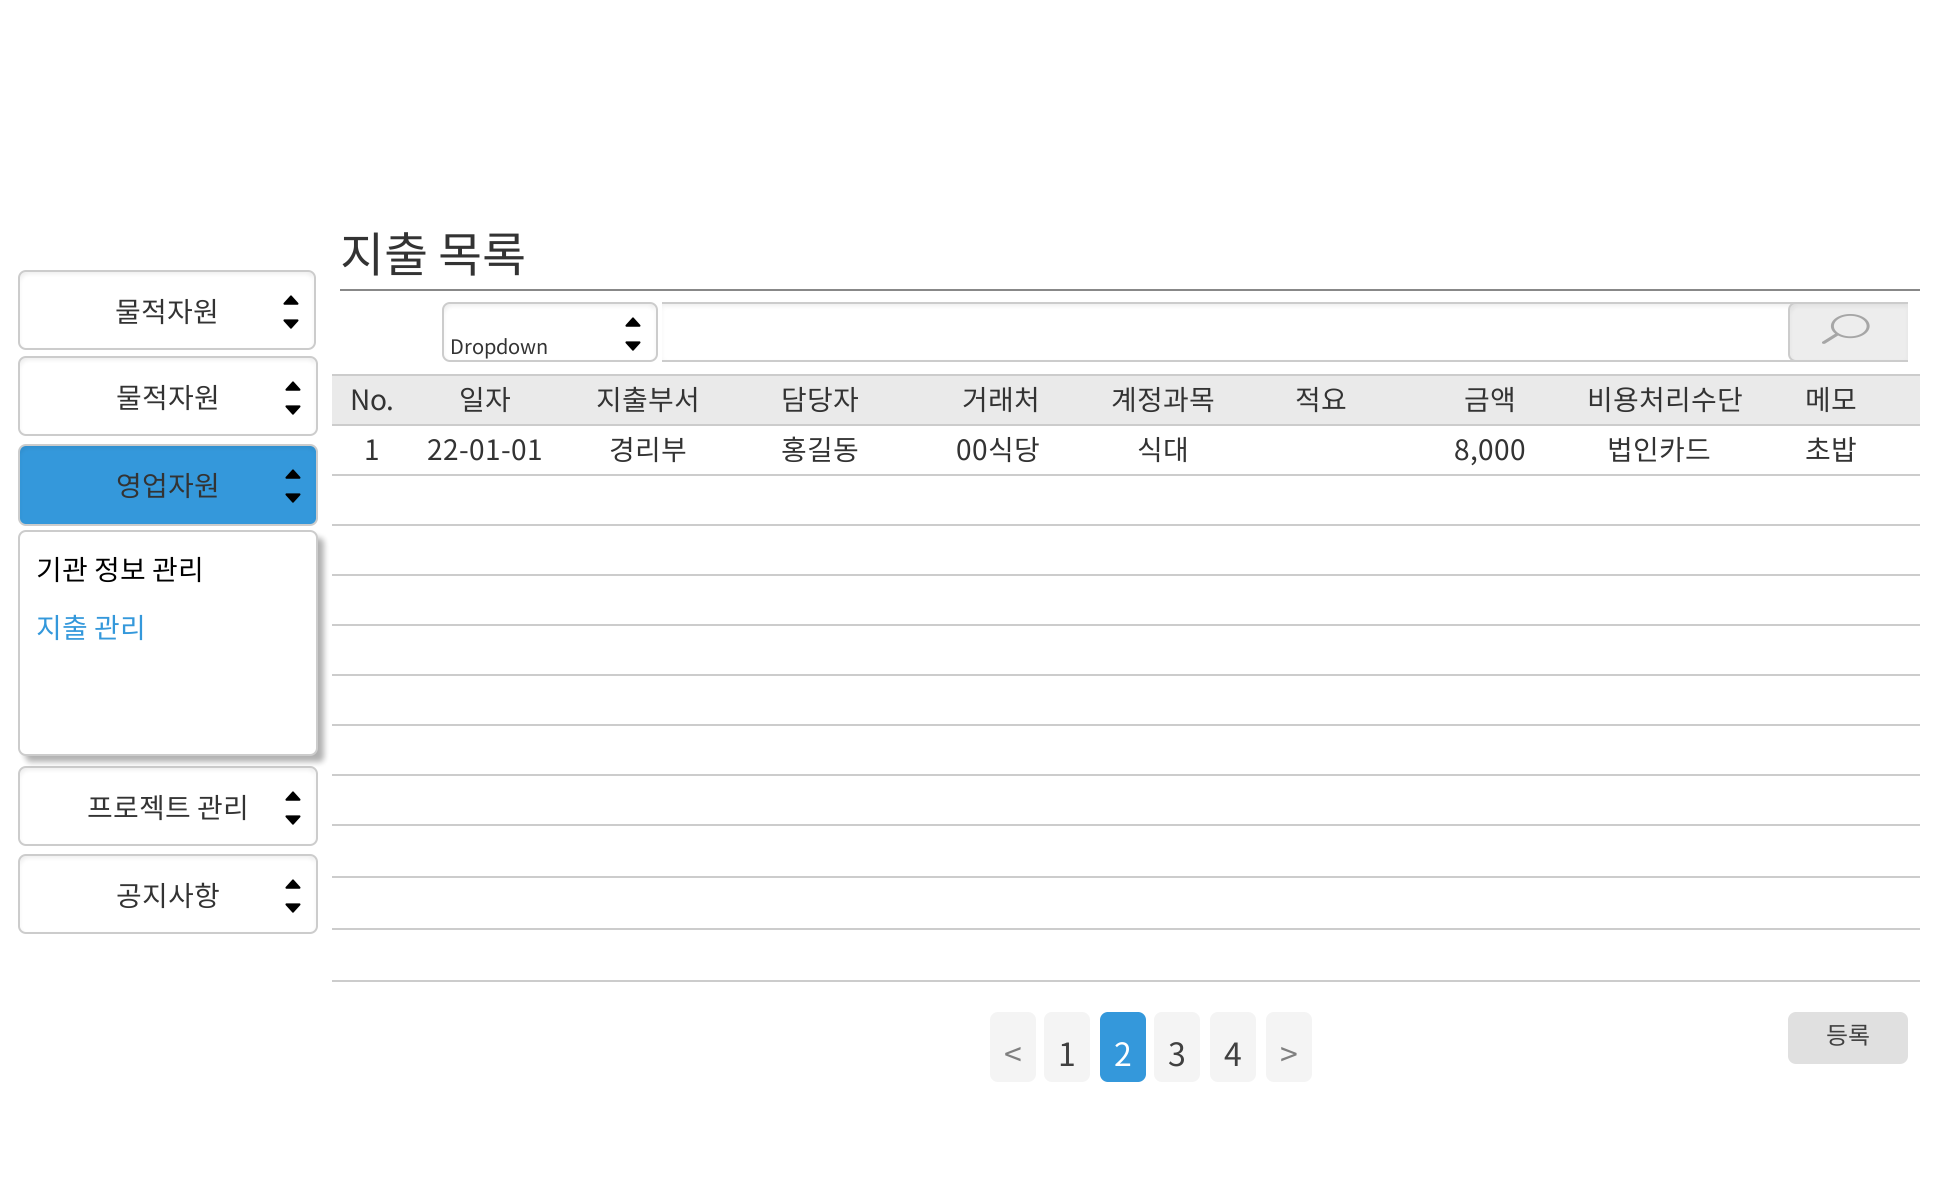 지출 목록
물적자원
물적자원
영업자원
기관 정보 관리
지출 관리
프로젝트 관리
공지사항
Dropdown
No. 일자 지출부서 담당자 거래처 계정과목 적요 금액 비용처리수단 메모
1 22-01-01 경리부 홍길동 00식당 식대 8,000 법인카드 초밥
< 1 2 3 4 >
등록